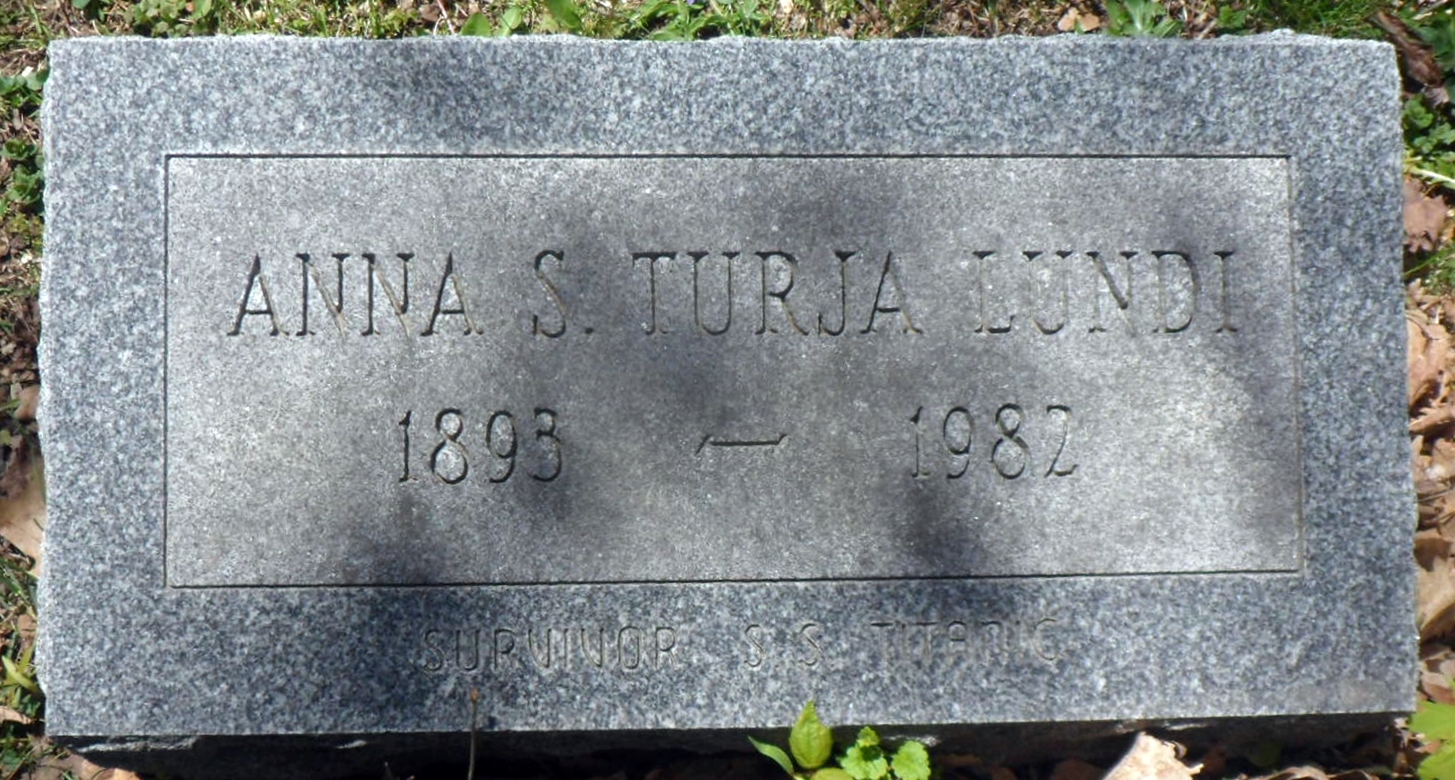 ANNA S. TURJA LUNDI
1893 — 1982
SURVIVOR S.S. TITANIC